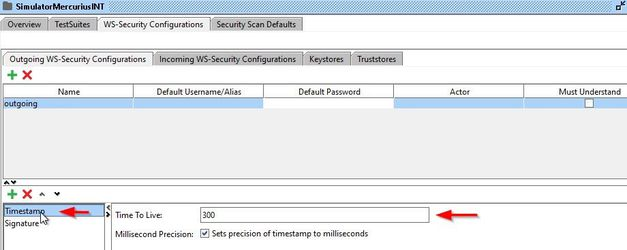 SimulatorMercuriusINT
Overview TestSuites WS-Security Configurations Security Scan Defaults
Outgoing WS-Security Configurations Incoming WS-Security Configurations Keystores Truststores
Name Default Username/Alias Default Password Actor Must Understand
outgoing
Timestamp Time To Live: 300
Signature Millisecond Precision: Sets precision of timestamp to milliseconds